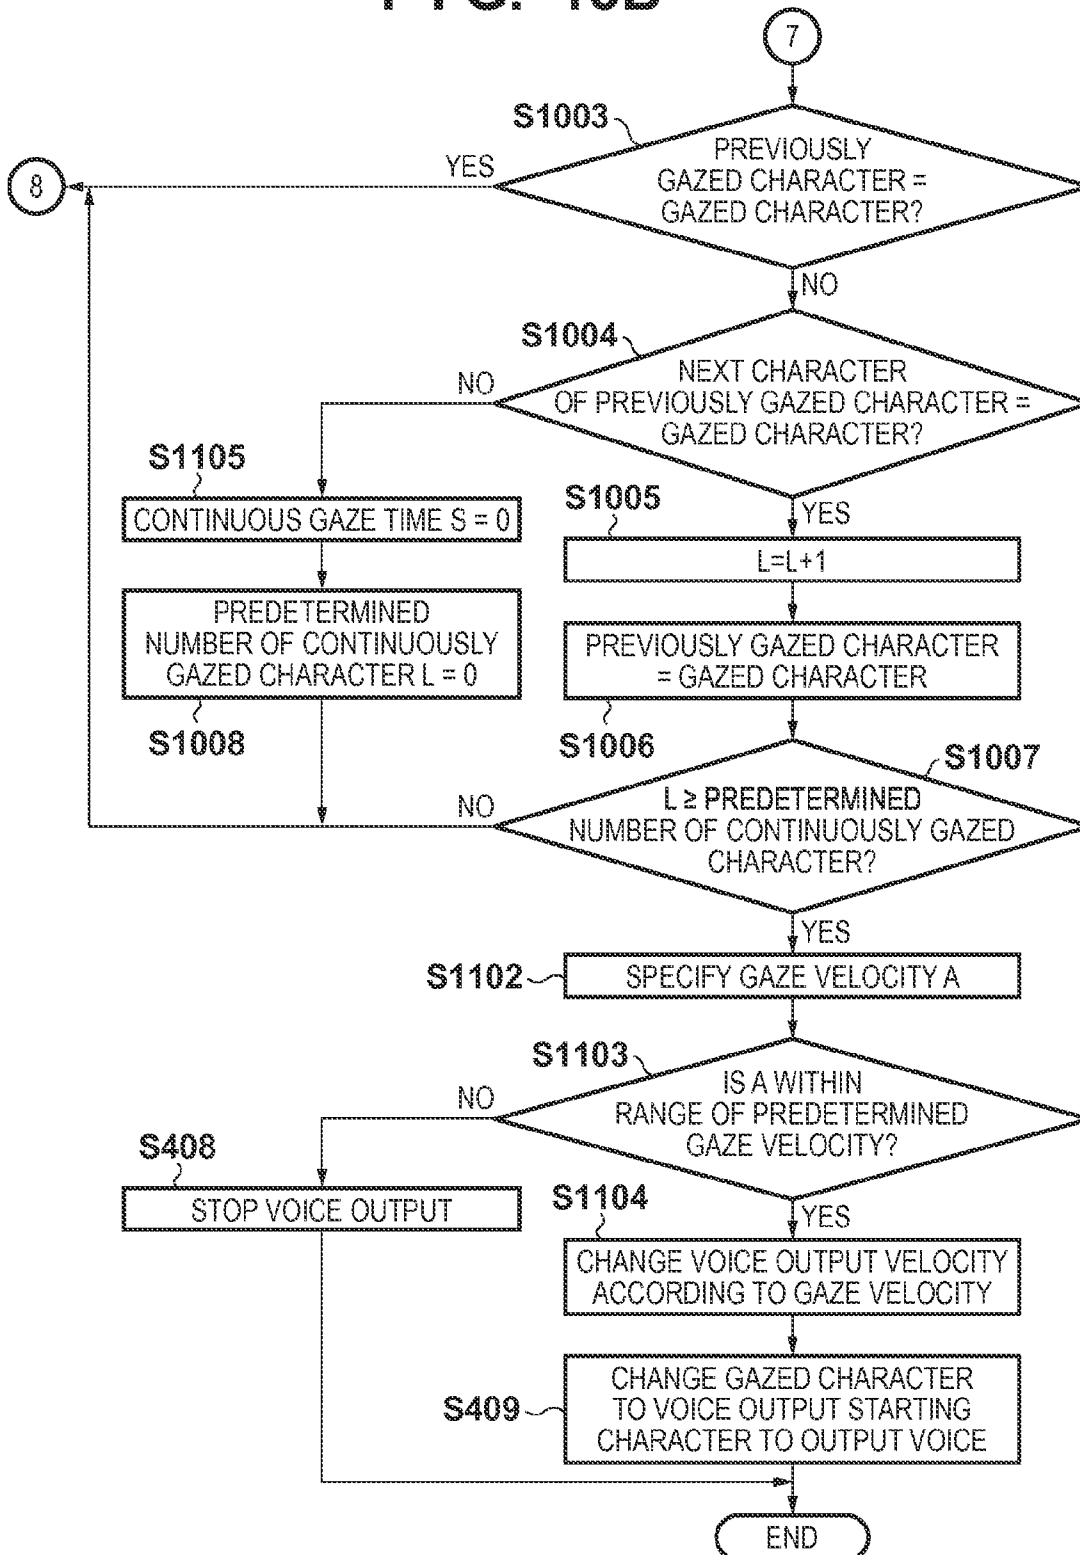 7
S1003
PREVIOUSLY
GAZED CHARACTER =
GAZED CHARACTER?
YES
8
NO
S1004
NEXT CHARACTER
OF PREVIOUSLY GAZED CHARACTER =
GAZED CHARACTER?
NO
YES
S1105
CONTINUOUS GAZE TIME S = 0
PREDETERMINED
NUMBER OF CONTINUOUSLY
GAZED CHARACTER L = 0
S1008
S1005
L=L+1
PREVIOUSLY GAZED CHARACTER
= GAZED CHARACTER
S1006
S1007
L ≥ PREDETERMINED
NUMBER OF CONTINUOUSLY GAZED
CHARACTER?
NO
YES
S1102
SPECIFY GAZE VELOCITY A
S1103
IS A WITHIN
RANGE OF PREDETERMINED
GAZE VELOCITY?
NO
YES
S408
STOP VOICE OUTPUT
S1104
CHANGE VOICE OUTPUT VELOCITY
ACCORDING TO GAZE VELOCITY
S409
CHANGE GAZED CHARACTER
TO VOICE OUTPUT STARTING
CHARACTER TO OUTPUT VOICE
END